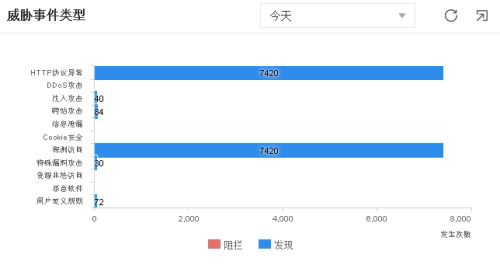 威胁事件类型
今天
HTTP协议异常
7420
DDoS攻击
注入攻击
40
跨站攻击
84
信息泄漏
Cookie安全
爬虫访问
7420
特殊漏洞攻击
30
资源非法访问
恶意软件
用户定义规则
72
0 2,000 4,000 6,000 8,000
发生次数
阻拦 发现